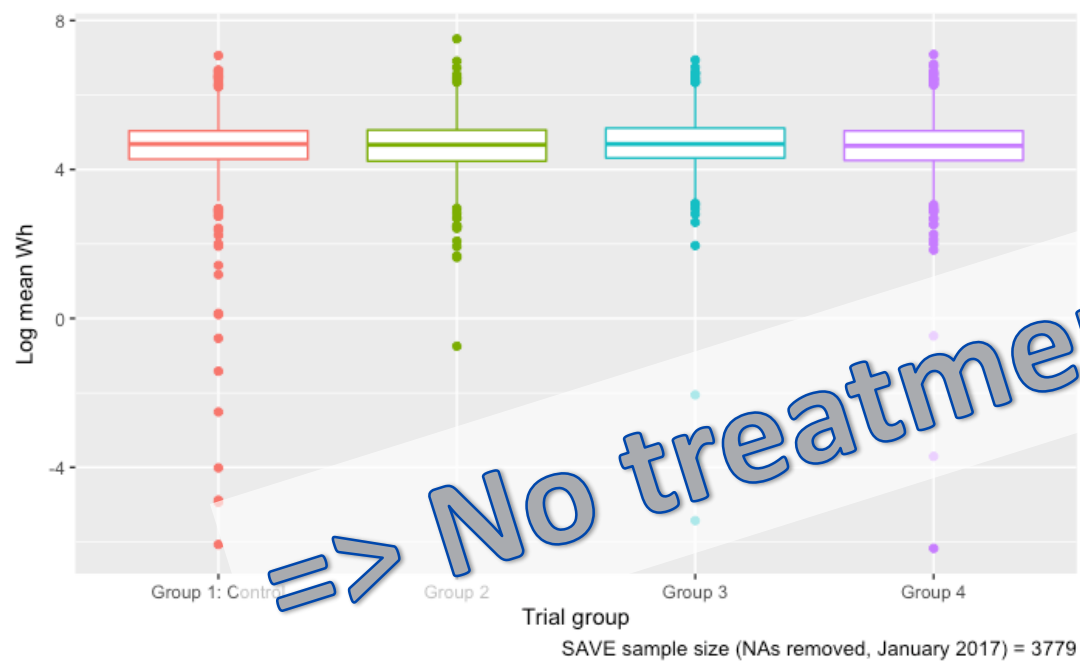 8
4
0
-4
Log mean Wh
Group 1: Control
Group 2
Group 3
Group 4
Trial group
SAVE sample size (NAs removed, January 2017) = 3779
=> No treatme